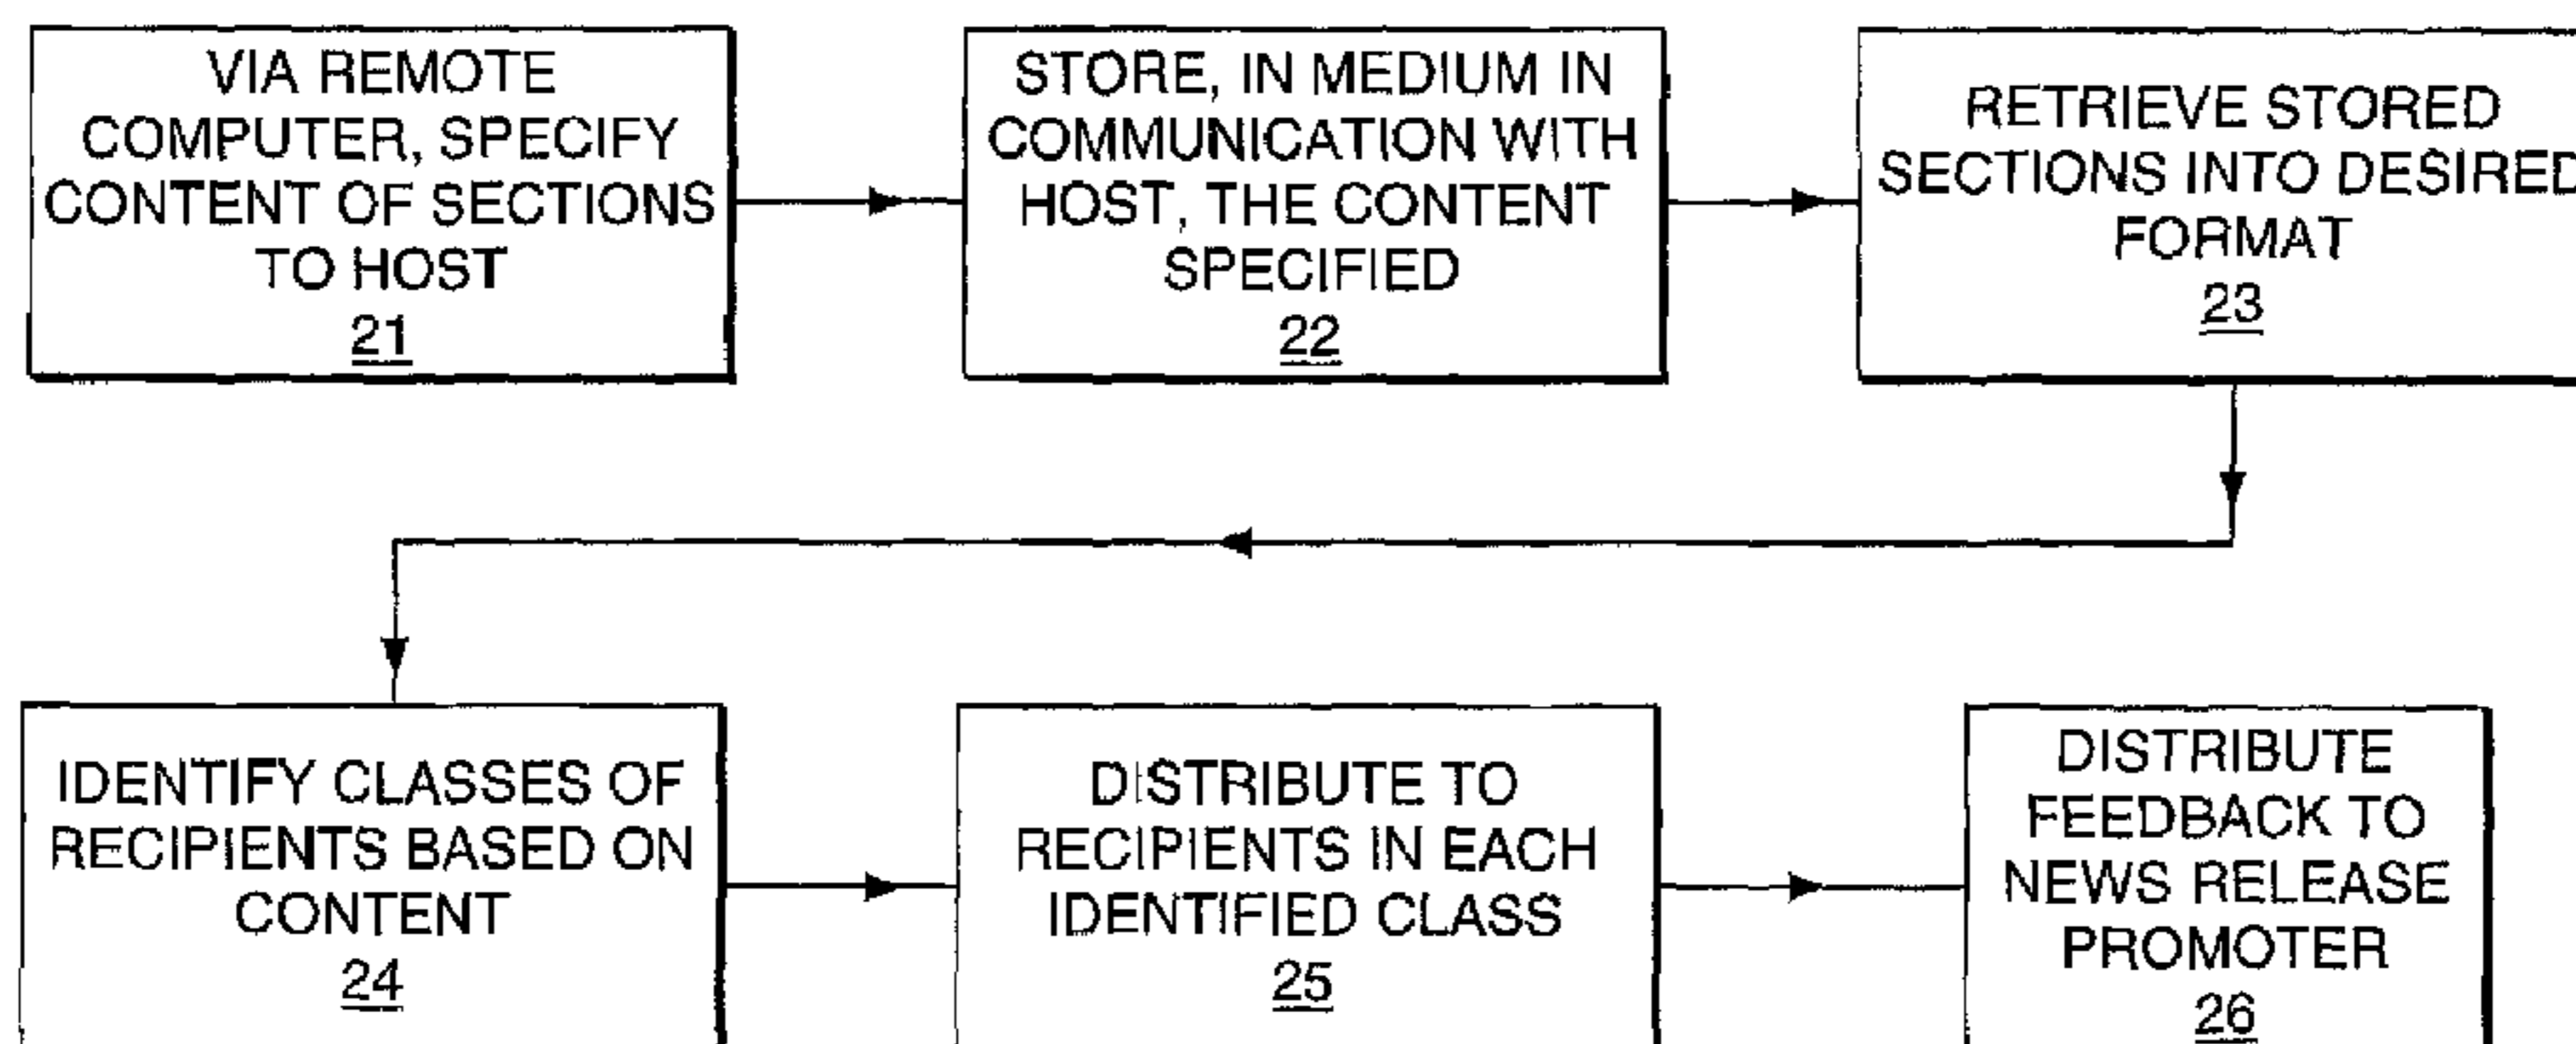 VIA REMOTE
COMPUTER, SPECIFY
CONTENT OF SECTIONS
TO HOST
21
STORE, IN MEDIUM IN
COMMUNICATION WITH
HOST, THE CONTENT
SPECIFIED
22
RETRIEVE STORED
SECTIONS INTO DESIRED
FORMAT
23
IDENTIFY CLASSES OF
RECIPIENTS BASED ON
CONTENT
24
DISTRIBUTE TO
RECIPIENTS IN EACH
IDENTIFIED CLASS
25
DISTRIBUTE
FEEDBACK TO
NEWS RELEASE
PROMOTER
26